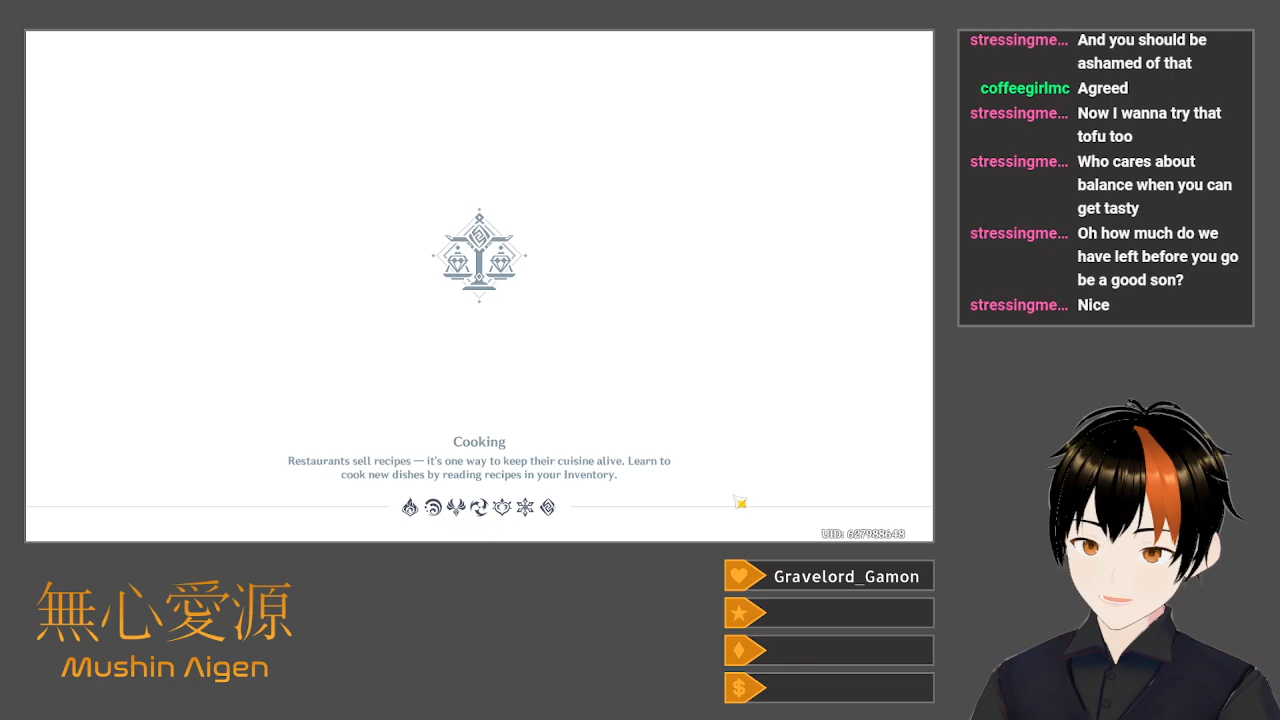 stressingme... And you should be
ashamed of that
coffeegirlmc Agreed
stressingme... Now I wanna try that
tofu too
stressingme... Who cares about
balance when you can
get tasty
stressingme... Oh how much do we
have left before you go
be a good son?
stressingme... Nice
Cooking
Restaurants sell recipes — it's one way to keep their cuisine alive. Learn to
cook new dishes by reading recipes in your Inventory.
UID: 627988648
無心愛源
Mushin Aigen
Gravelord_Gamon
$